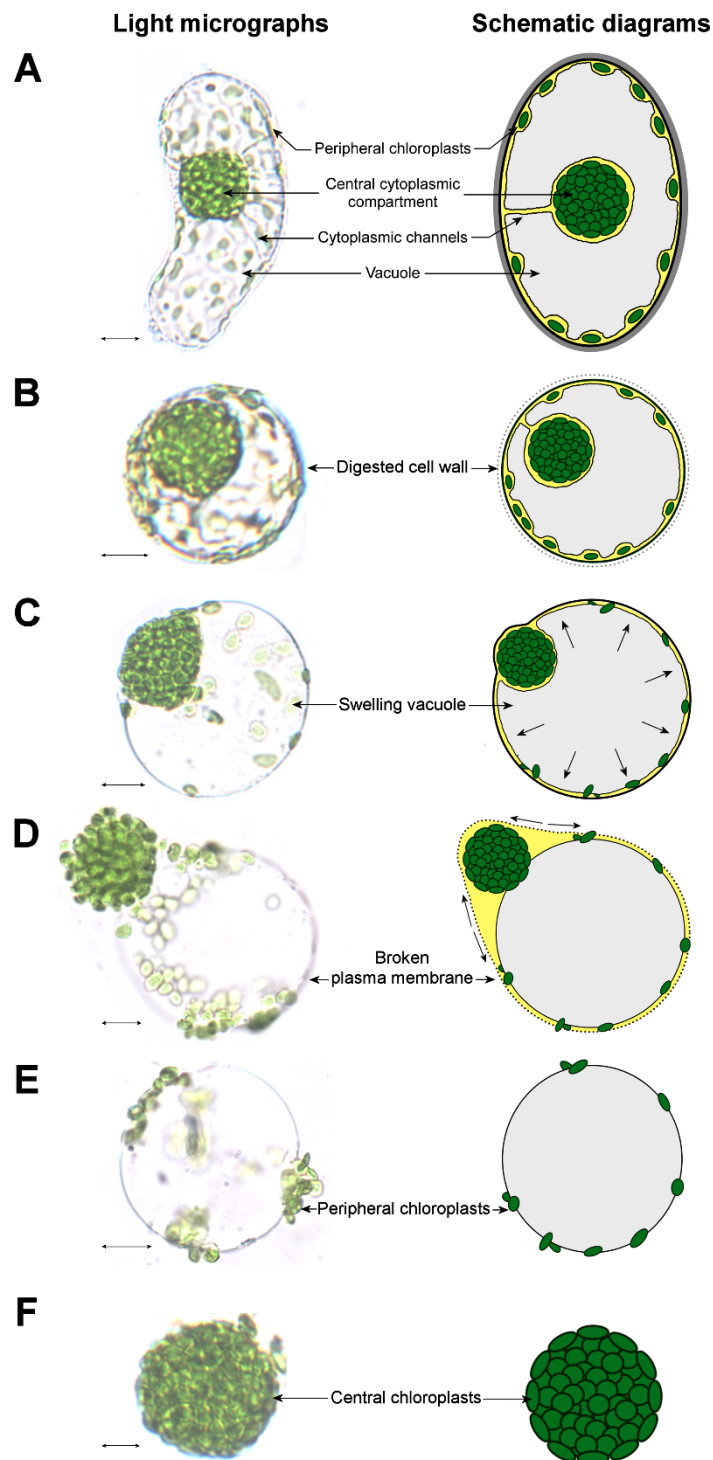 Light micrographs
Schematic diagrams
A
Peripheral chloroplasts
Central cytoplasmic
compartment
Cytoplasmic channels
Vacuole
B
Digested cell wall
C
Swelling vacuole
D
Broken
plasma membrane
E
Peripheral chloroplasts
F
Central chloroplasts